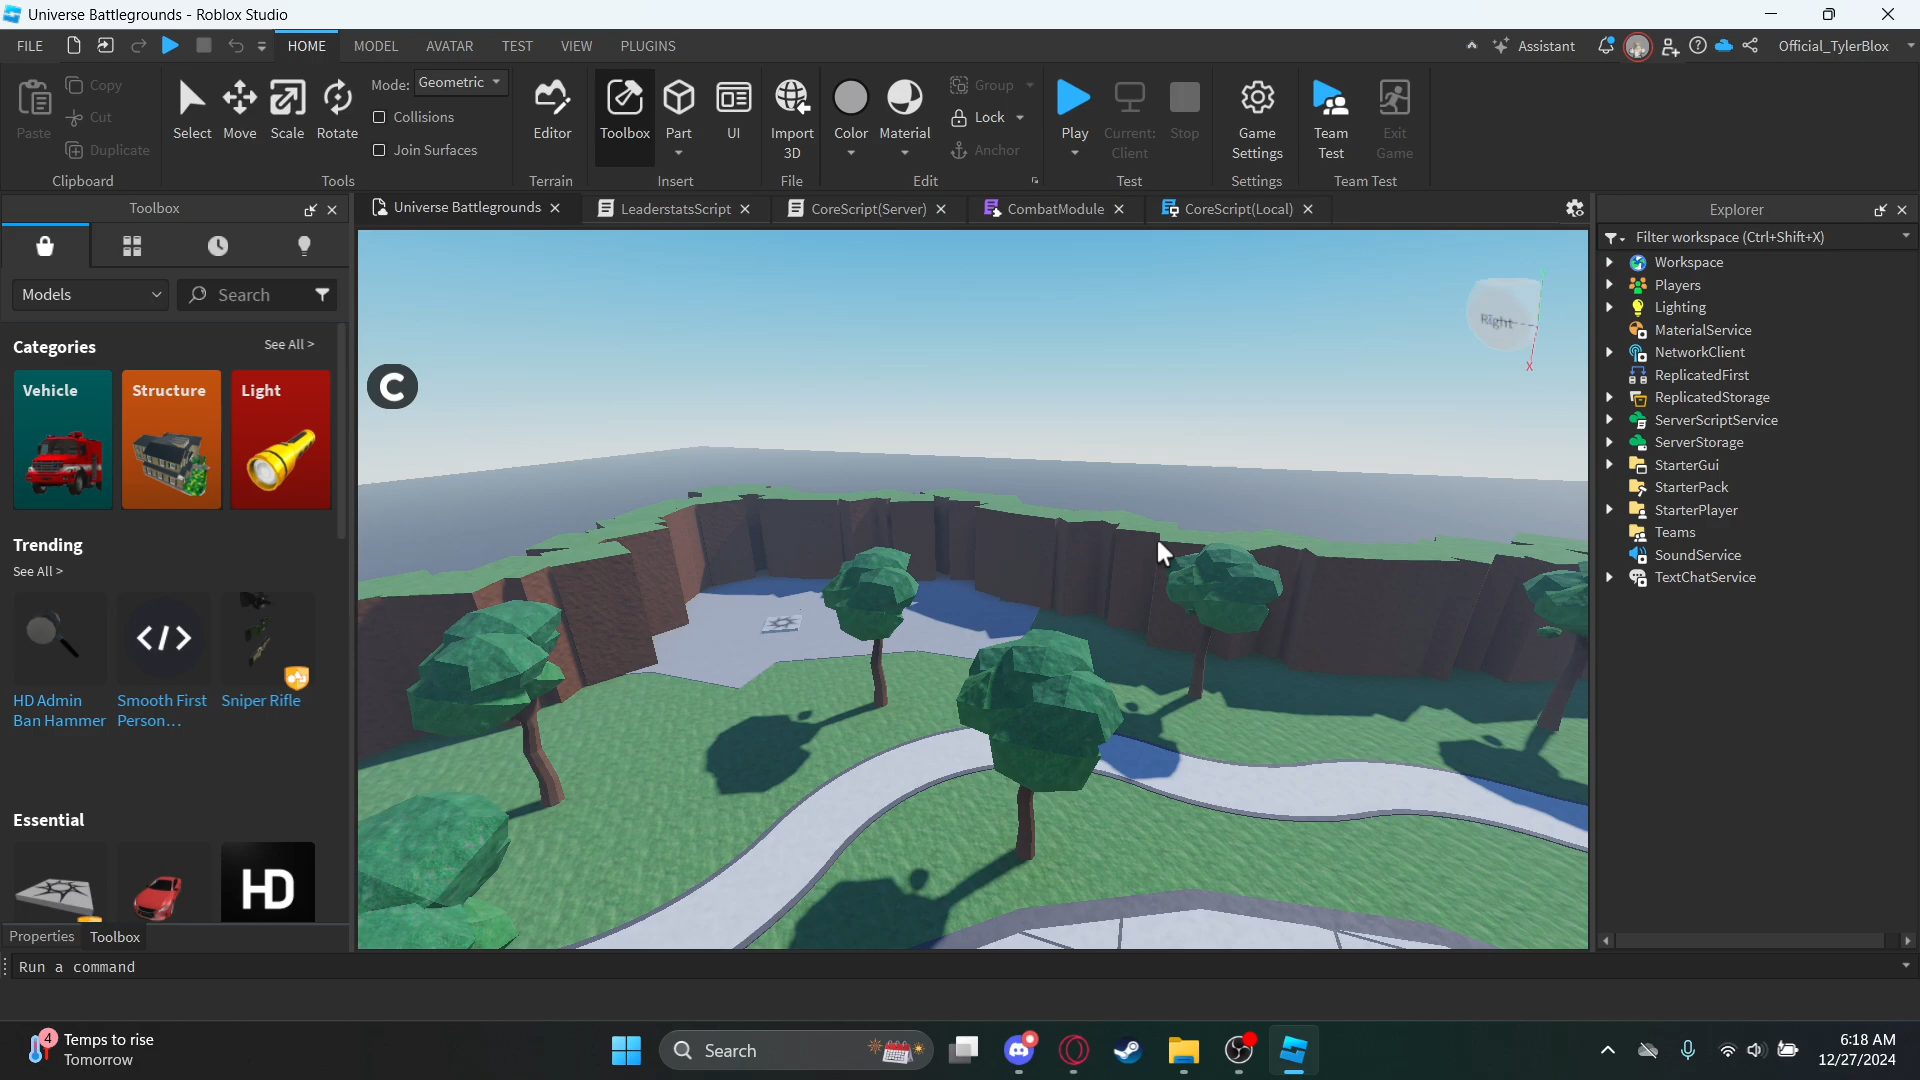 Universe Battlegrounds - Roblox Studio
FILE
HOME
MODEL
AVATAR
TEST
VIEW
PLUGINS
Assistant
Official_TylerBlox
Paste
Copy
Cut
Duplicate
Clipboard
Select
Move
Scale
Rotate
Mode: Geometric
Collisions
Join Surfaces
Tools
Editor
Terrain
Toolbox
Part
UI
Insert
Import
3D
File
Color
Material
Group
Lock
Anchor
Edit
Play
Current:
Client
Stop
Test
Game
Settings
Settings
Team
Test
Exit
Game
Team Test
Toolbox
Universe Battlegrounds
LeaderstatsScript
CoreScript(Server)
CombatModule
CoreScript(Local)
Explorer
Models
Search
Filter workspace (Ctrl+Shift+X)
Categories
See All >
Vehicle
Structure
Light
Trending
See All >
HD Admin
Ban Hammer
Smooth First
Person...
Sniper Rifle
Essential
HD
Properties
Toolbox
C
Right
X
Workspace
Players
Lighting
MaterialService
NetworkClient
ReplicatedFirst
ReplicatedStorage
ServerScriptService
ServerStorage
StarterGui
StarterPack
StarterPlayer
Teams
SoundService
TextChatService
Run a command
4
Temps to rise
Tomorrow
Search
6:18 AM
12/27/2024